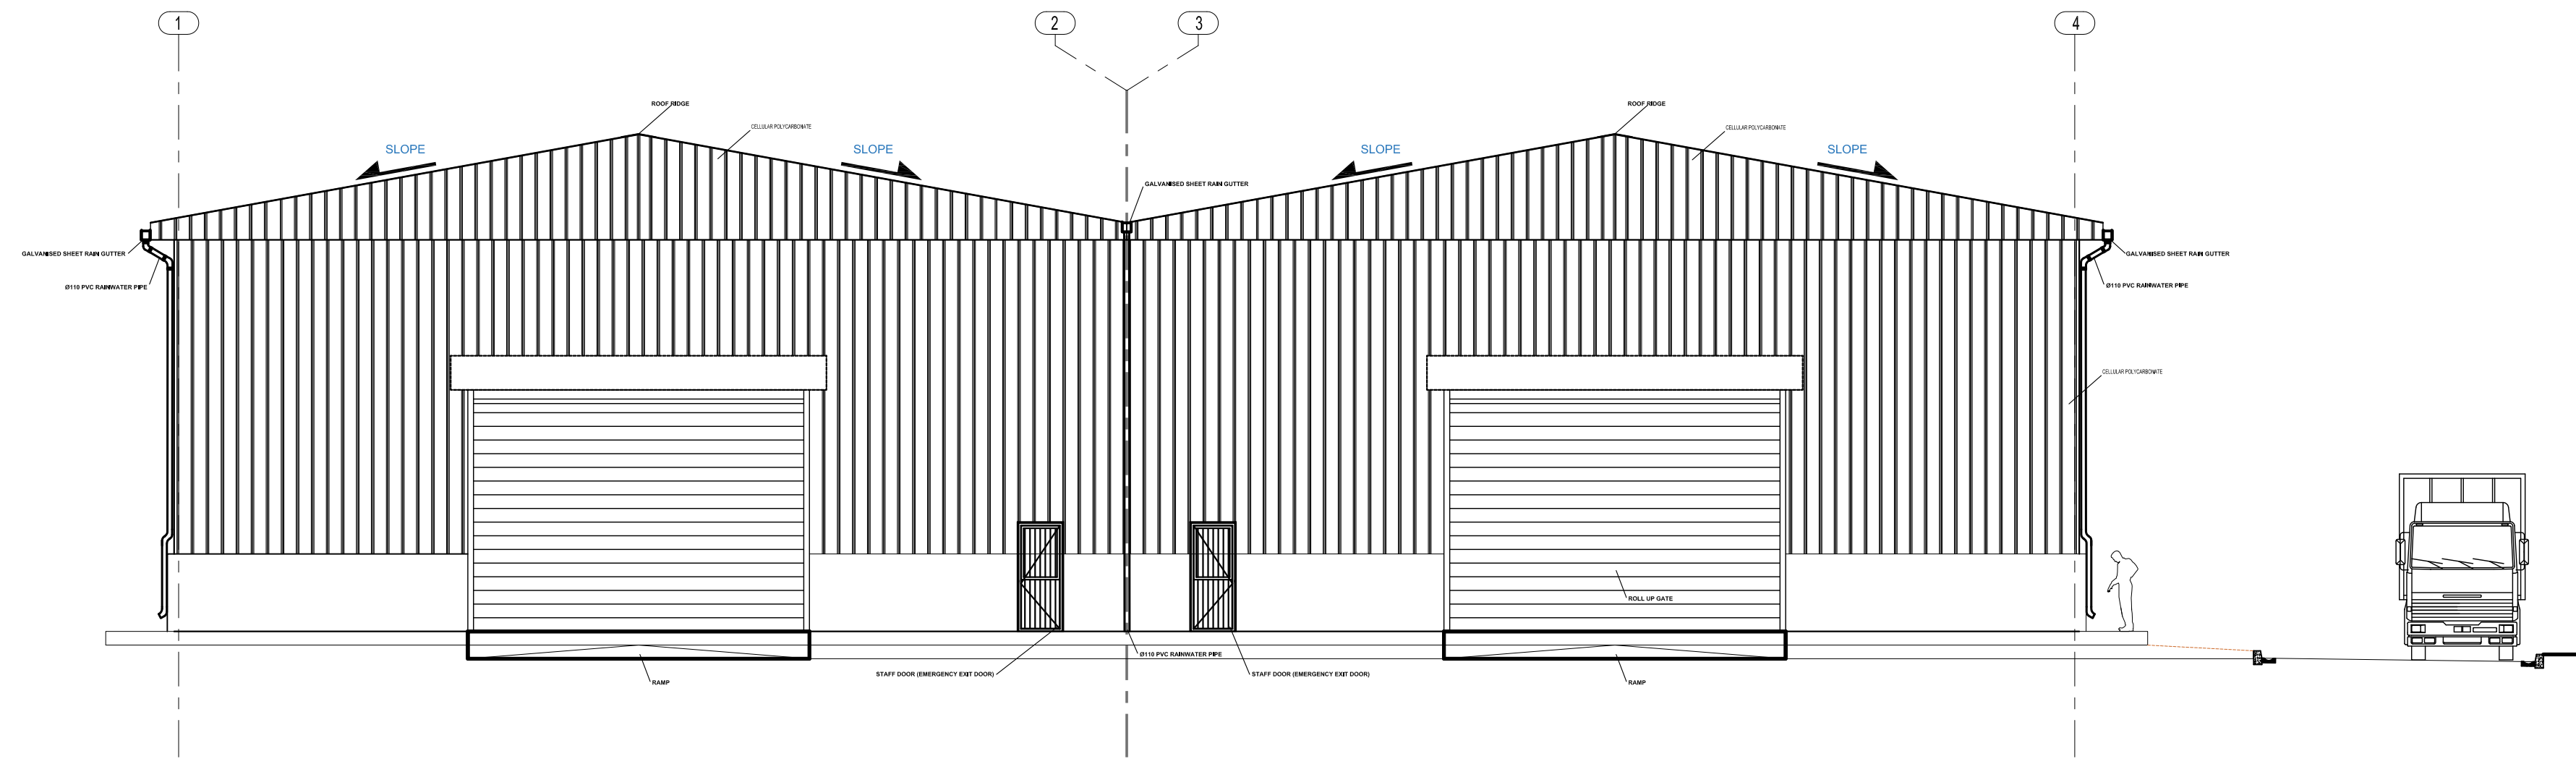 1
2
3
4
ROOF RIDGE
ROOF RIDGE
CELLULAR POLYCARBONATE
CELLULAR POLYCARBONATE
SLOPE
SLOPE
SLOPE
SLOPE
GALVANISED SHEET RAIN GUTTER
GALVANISED SHEET RAIN GUTTER
GALVANISED SHEET RAIN GUTTER
Ø110 PVC RAINWATER PIPE
Ø110 PVC RAINWATER PIPE
CELLULAR POLYCARBONATE
ROLL UP GATE
Ø110 PVC RAINWATER PIPE
STAFF DOOR (EMERGENCY EXIT DOOR)
STAFF DOOR (EMERGENCY EXIT DOOR)
RAMP
RAMP